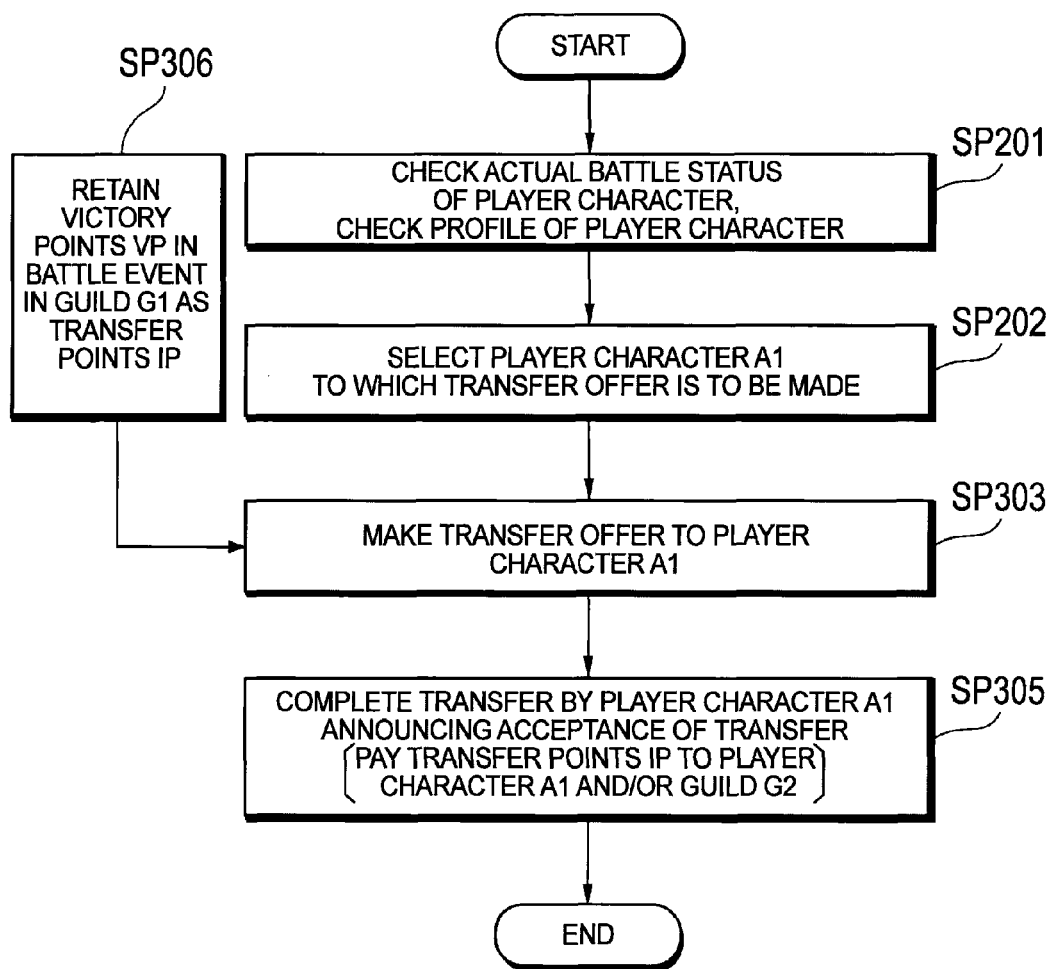 START
SP306
RETAIN
VICTORY
POINTS VP IN
BATTLE EVENT
IN GUILD G1 AS
TRANSFER
POINTS IP
SP201
CHECK ACTUAL BATTLE STATUS
OF PLAYER CHARACTER,
CHECK PROFILE OF PLAYER CHARACTER
SP202
SELECT PLAYER CHARACTER A1
TO WHICH TRANSFER OFFER IS TO BE MADE
SP303
MAKE TRANSFER OFFER TO PLAYER
CHARACTER A1
SP305
COMPLETE TRANSFER BY PLAYER CHARACTER A1
ANNOUNCING ACCEPTANCE OF TRANSFER
(PAY TRANSFER POINTS IP TO PLAYER
CHARACTER A1 AND/OR GUILD G2)
END